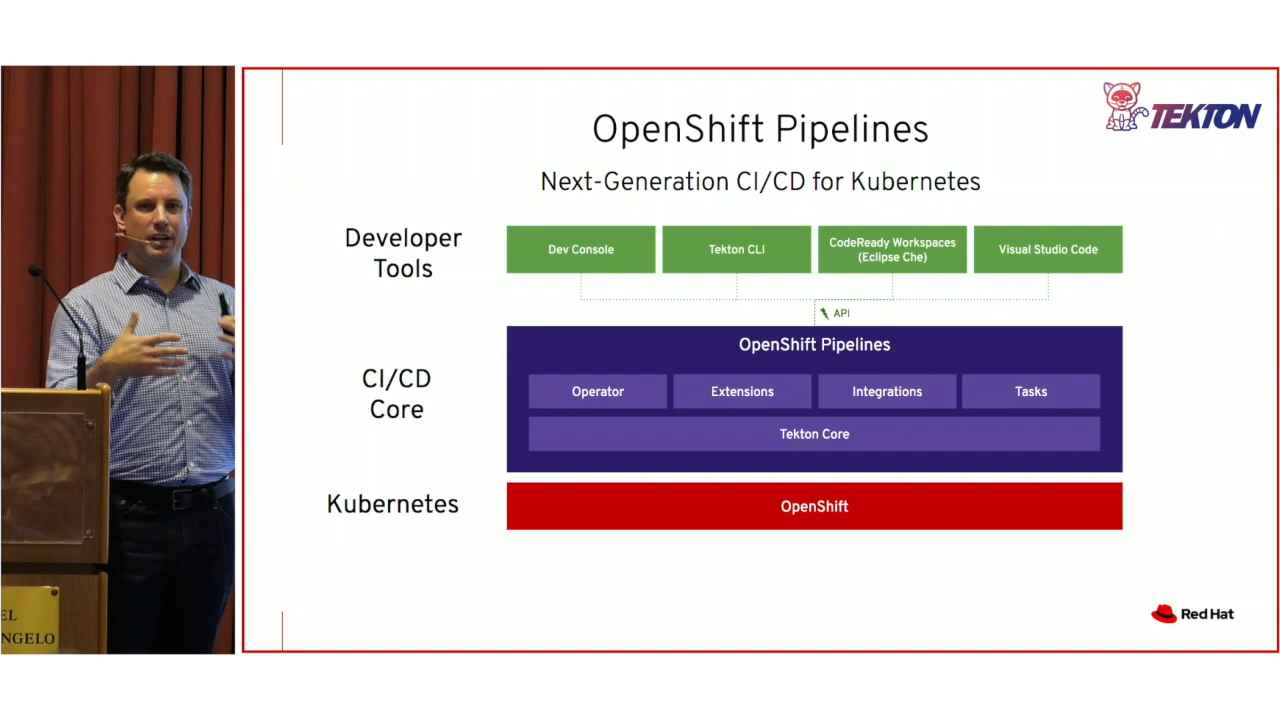 TEKTON
OpenShift Pipelines
Next-Generation CI/CD for Kubernetes
Developer
Tools
Dev Console
Tekton CLI
CodeReady Workspaces
(Eclipse Che)
Visual Studio Code
API
CI/CD
Core
OpenShift Pipelines
Operator
Extensions
Integrations
Tasks
Tekton Core
Kubernetes
OpenShift
Red Hat
EL
NGELO